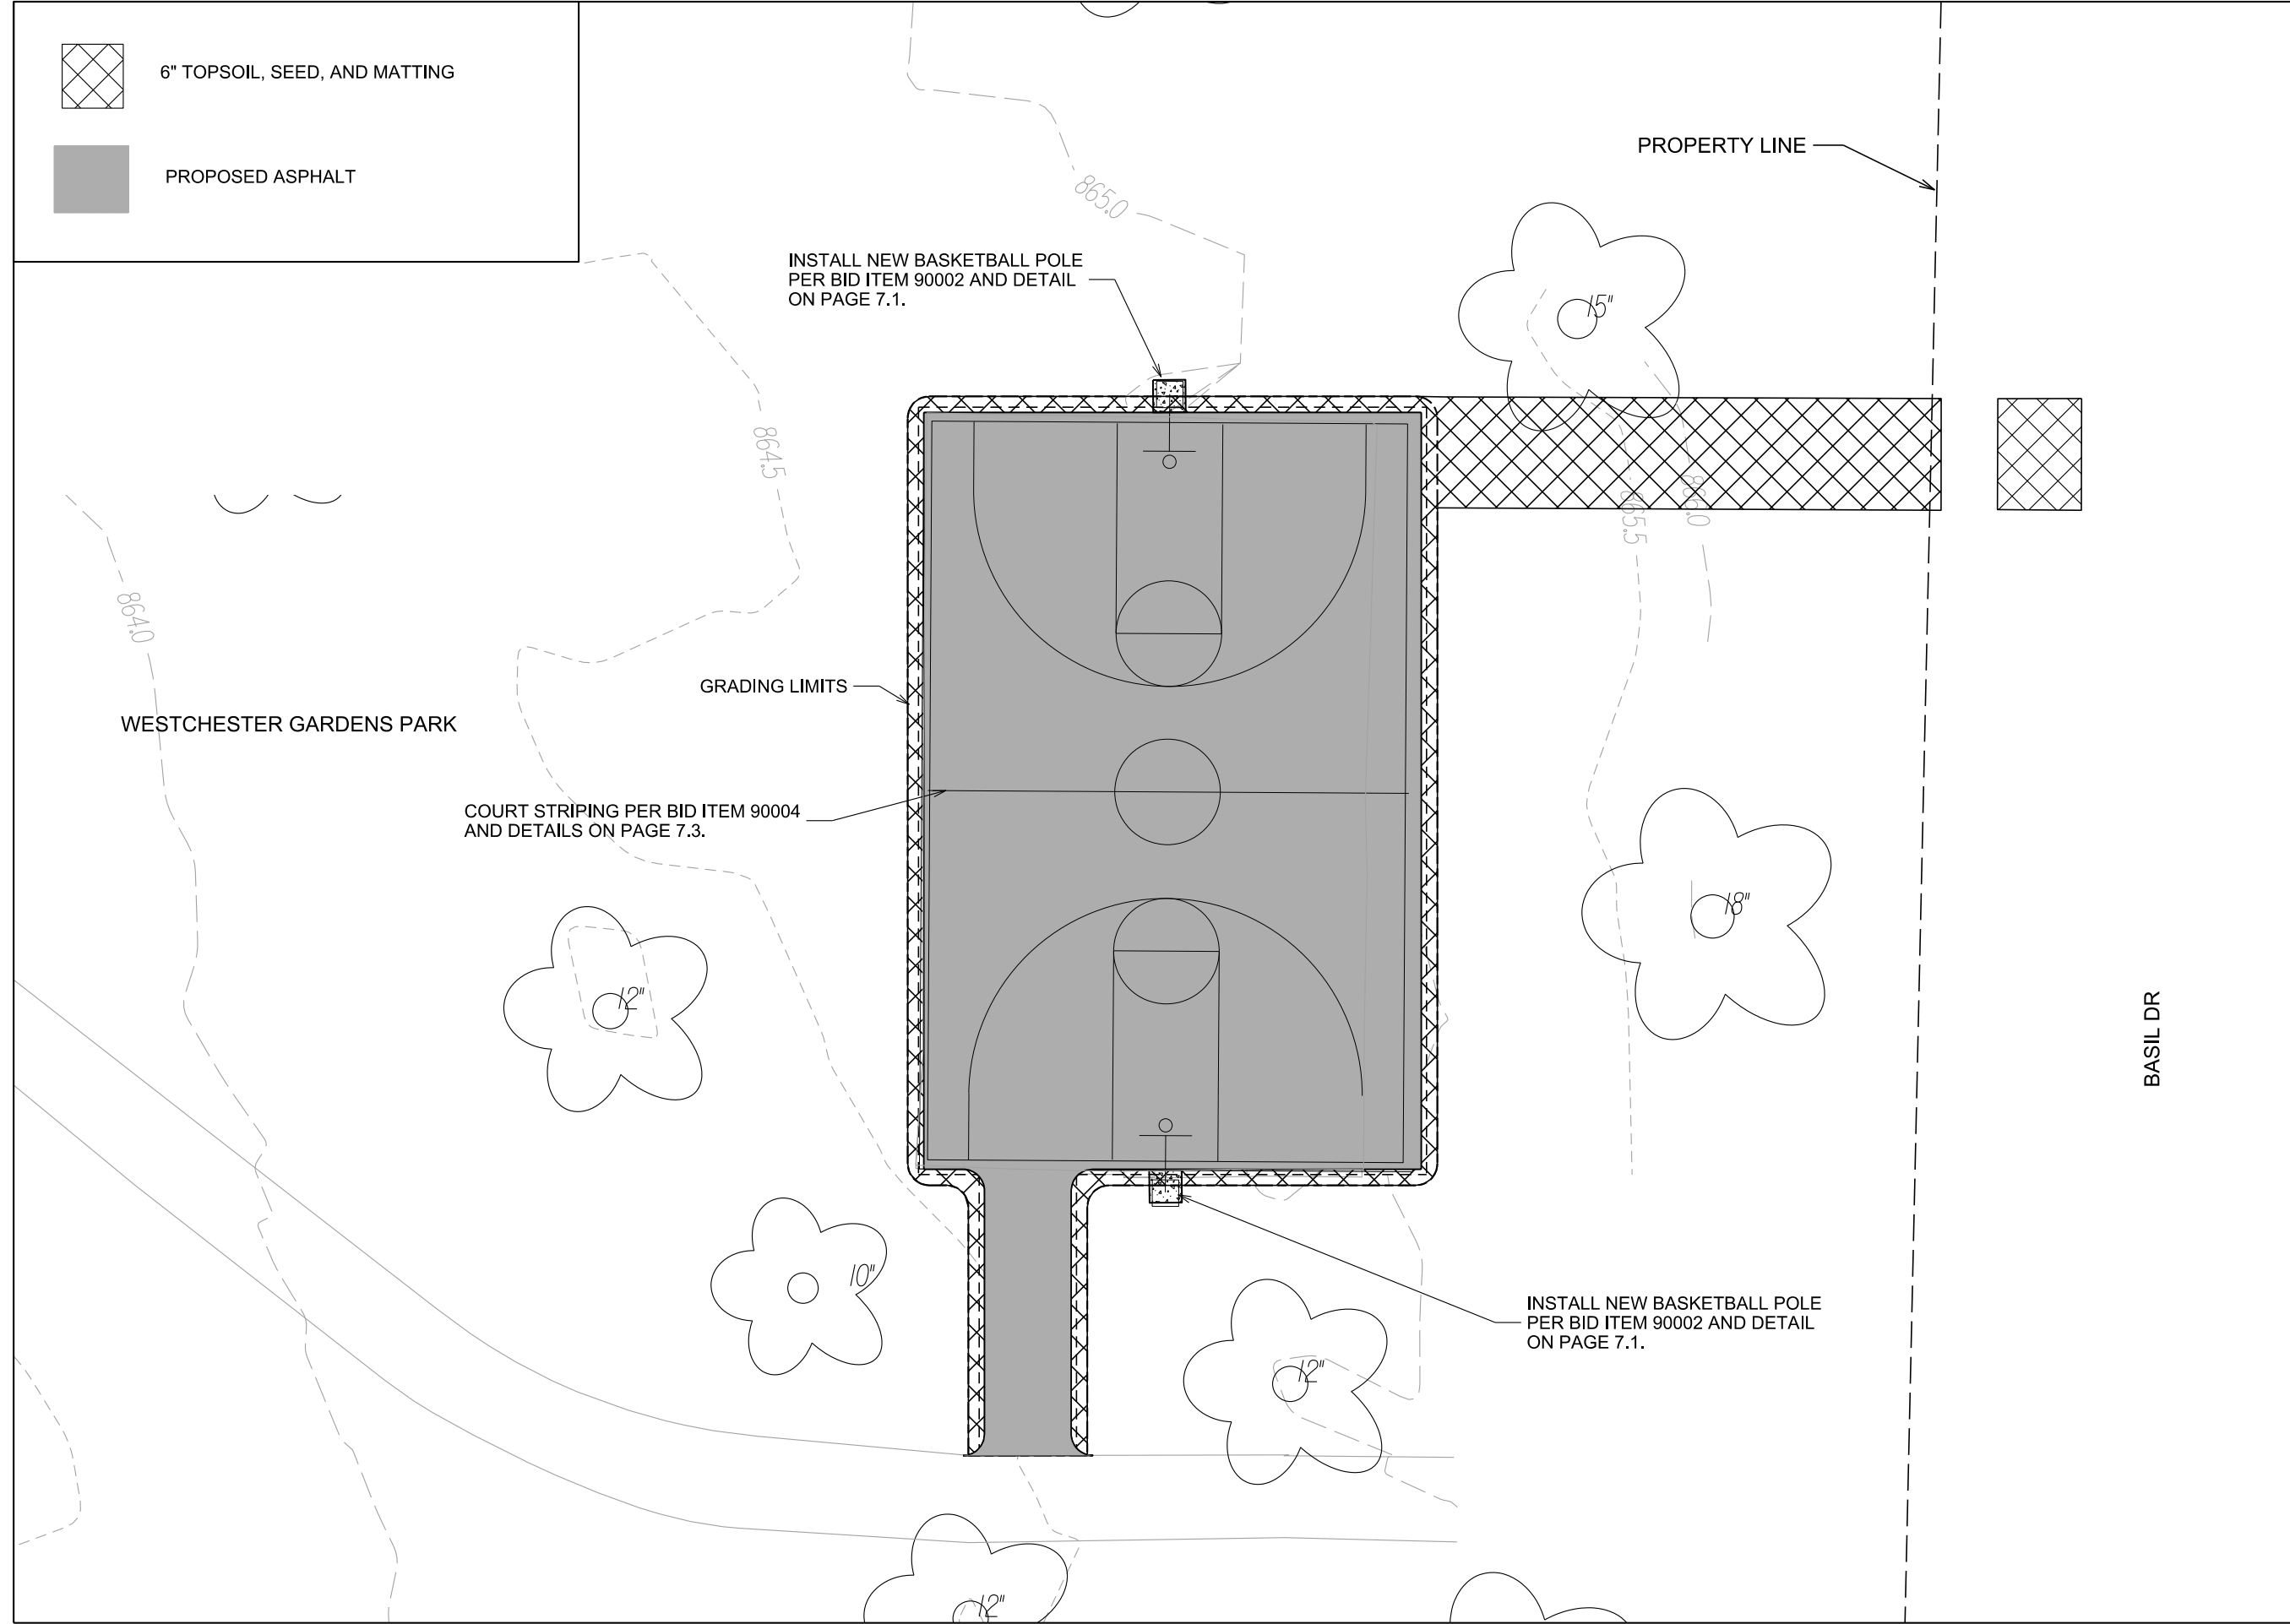 6" TOPSOIL, SEED, AND MATTING
PROPOSED ASPHALT
PROPERTY LINE
865.0
INSTALL NEW BASKETBALL POLE
PER BID ITEM 90002 AND DETAIL
ON PAGE 7.1.
15"
864.5
866.0
865.5
864.0
GRADING LIMITS
WESTCHESTER GARDENS PARK
COURT STRIPING PER BID ITEM 90004
AND DETAILS ON PAGE 7.3.
18"
12"
BASIL DR
10"
INSTALL NEW BASKETBALL POLE
PER BID ITEM 90002 AND DETAIL
ON PAGE 7.1.
12"
12"